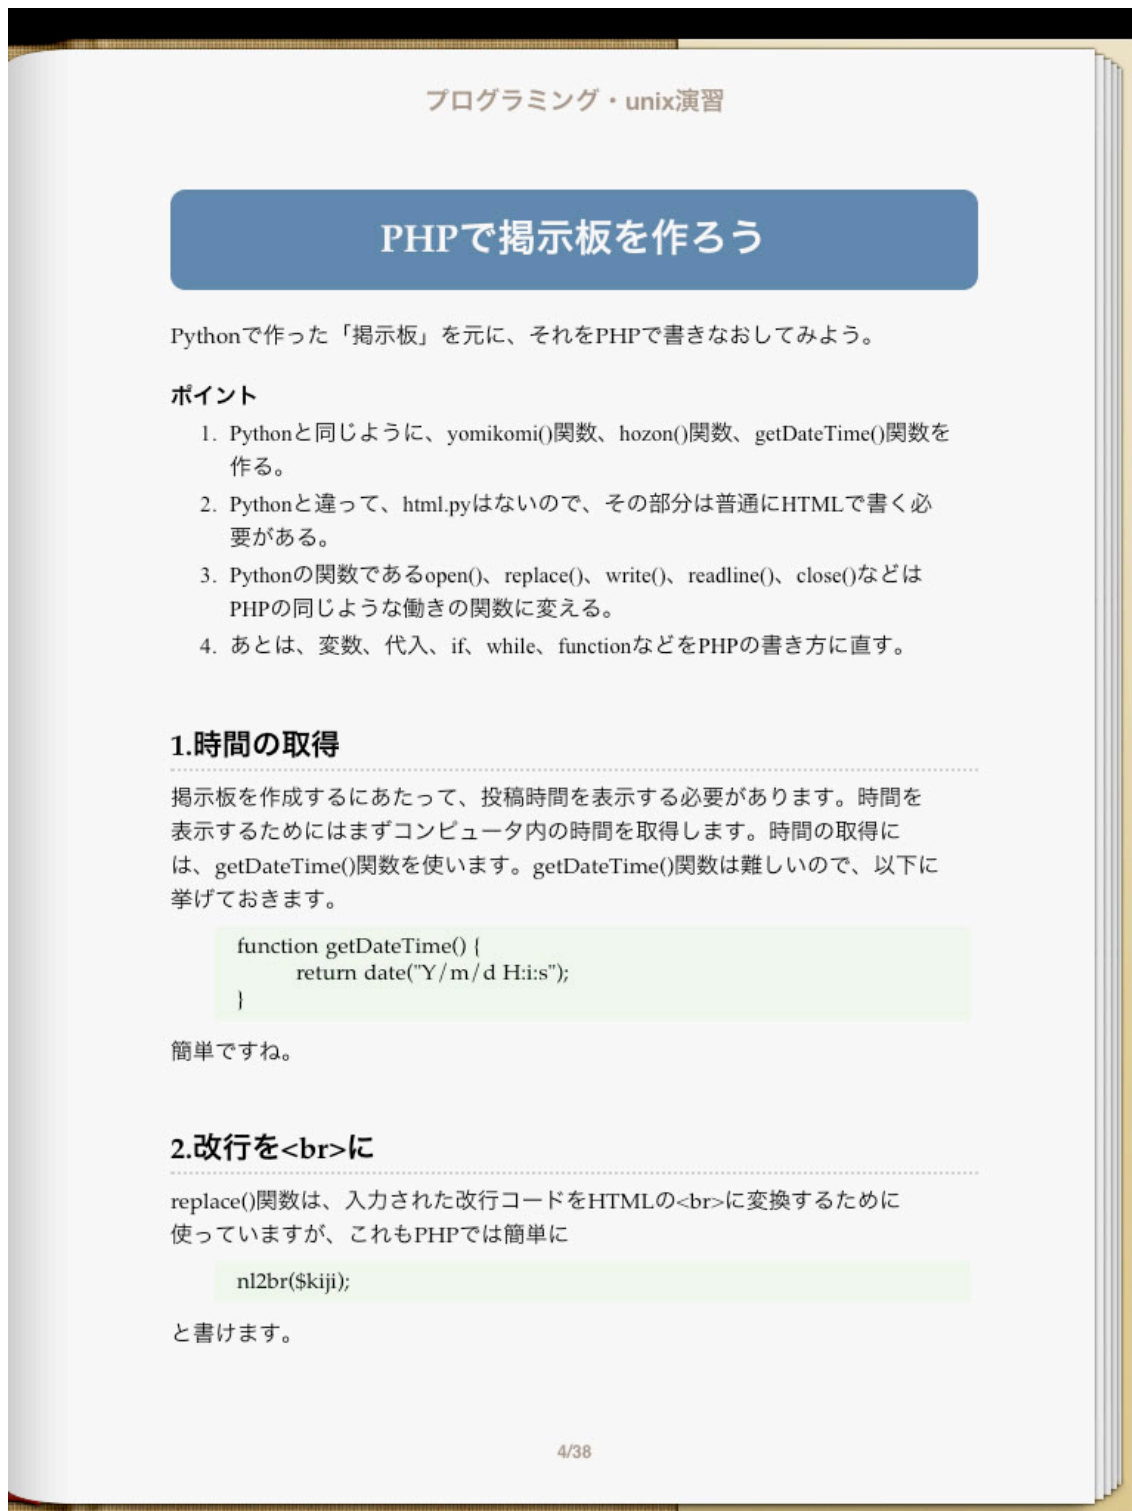 プログラミング・unix演習
PHPで掲示板を作ろう
Pythonで作った「掲示板」を元に、それをPHPで書きなおしてみよう。
ポイント
1. Pythonと同じように、yomikomi()関数、hozon()関数、getDateTime()関数を
作る。
2. Pythonと違って、html.pyはないので、その部分は普通にHTMLで書く必
要がある。
3. Pythonの関数であるopen()、replace()、write()、readline()、close()などは
PHPの同じような働きの関数に変える。
4. あとは、変数、代入、if、while、functionなどをPHPの書き方に直す。
1.時間の取得
掲示板を作成するにあたって、投稿時間を表示する必要があります。時間を
表示するためにはまずコンピュータ内の時間を取得します。時間の取得に
は、getDateTime()関数を使います。getDateTime()関数は難しいので、以下に
挙げておきます。
function getDateTime() {
return date("Y/m/d H:i:s");
}
簡単ですね。
2.改行を<br>に
replace()関数は、入力された改行コードをHTMLの<br>に変換するために
使っていますが、これもPHPでは簡単に
nl2br($kiji);
と書けます。
4/38